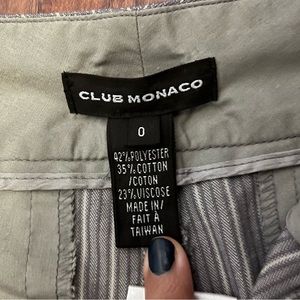 CLUB MONACO
0
42%POLYESTER
35%COTTON
/COTON
23%VISCOSE
MADE IN/
FAIT À
TAIWAN